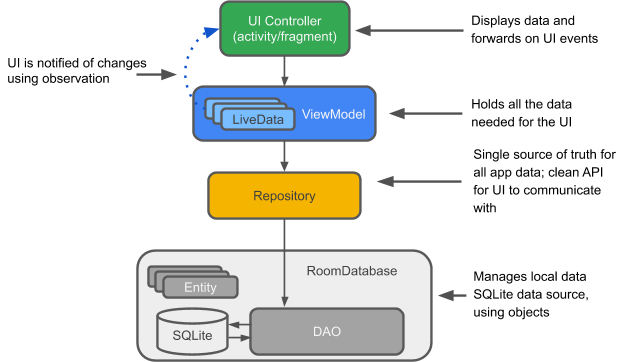 UI Controller
(activity/fragment)
Displays data and
forwards on UI events
UI is notified of changes
using observation
LiveData
ViewModel
Holds all the data
needed for the UI
Single source of truth for
all app data; clean API
for UI to communicate
with
Repository
RoomDatabase
Entity
Manages local data
SQLite data source,
using objects
SQLite
DAO